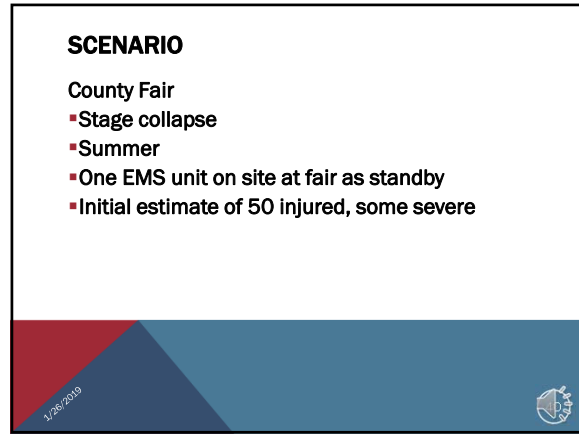 SCENARIO
County Fair
▪Stage collapse
▪Summer
▪One EMS unit on site at fair as standby
▪Initial estimate of 50 injured, some severe
1/26/2019